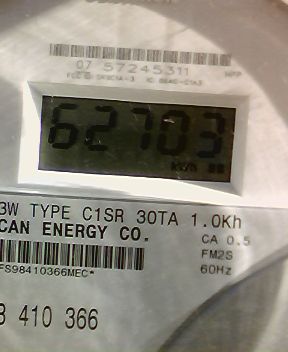 07 57245311
62703
kWh
3W TYPE C1SR 30TA 1.0Kh
CAN ENERGY CO.
CA 0.5
FM2S
60Hz
FS98410366MEC*
8 410 366